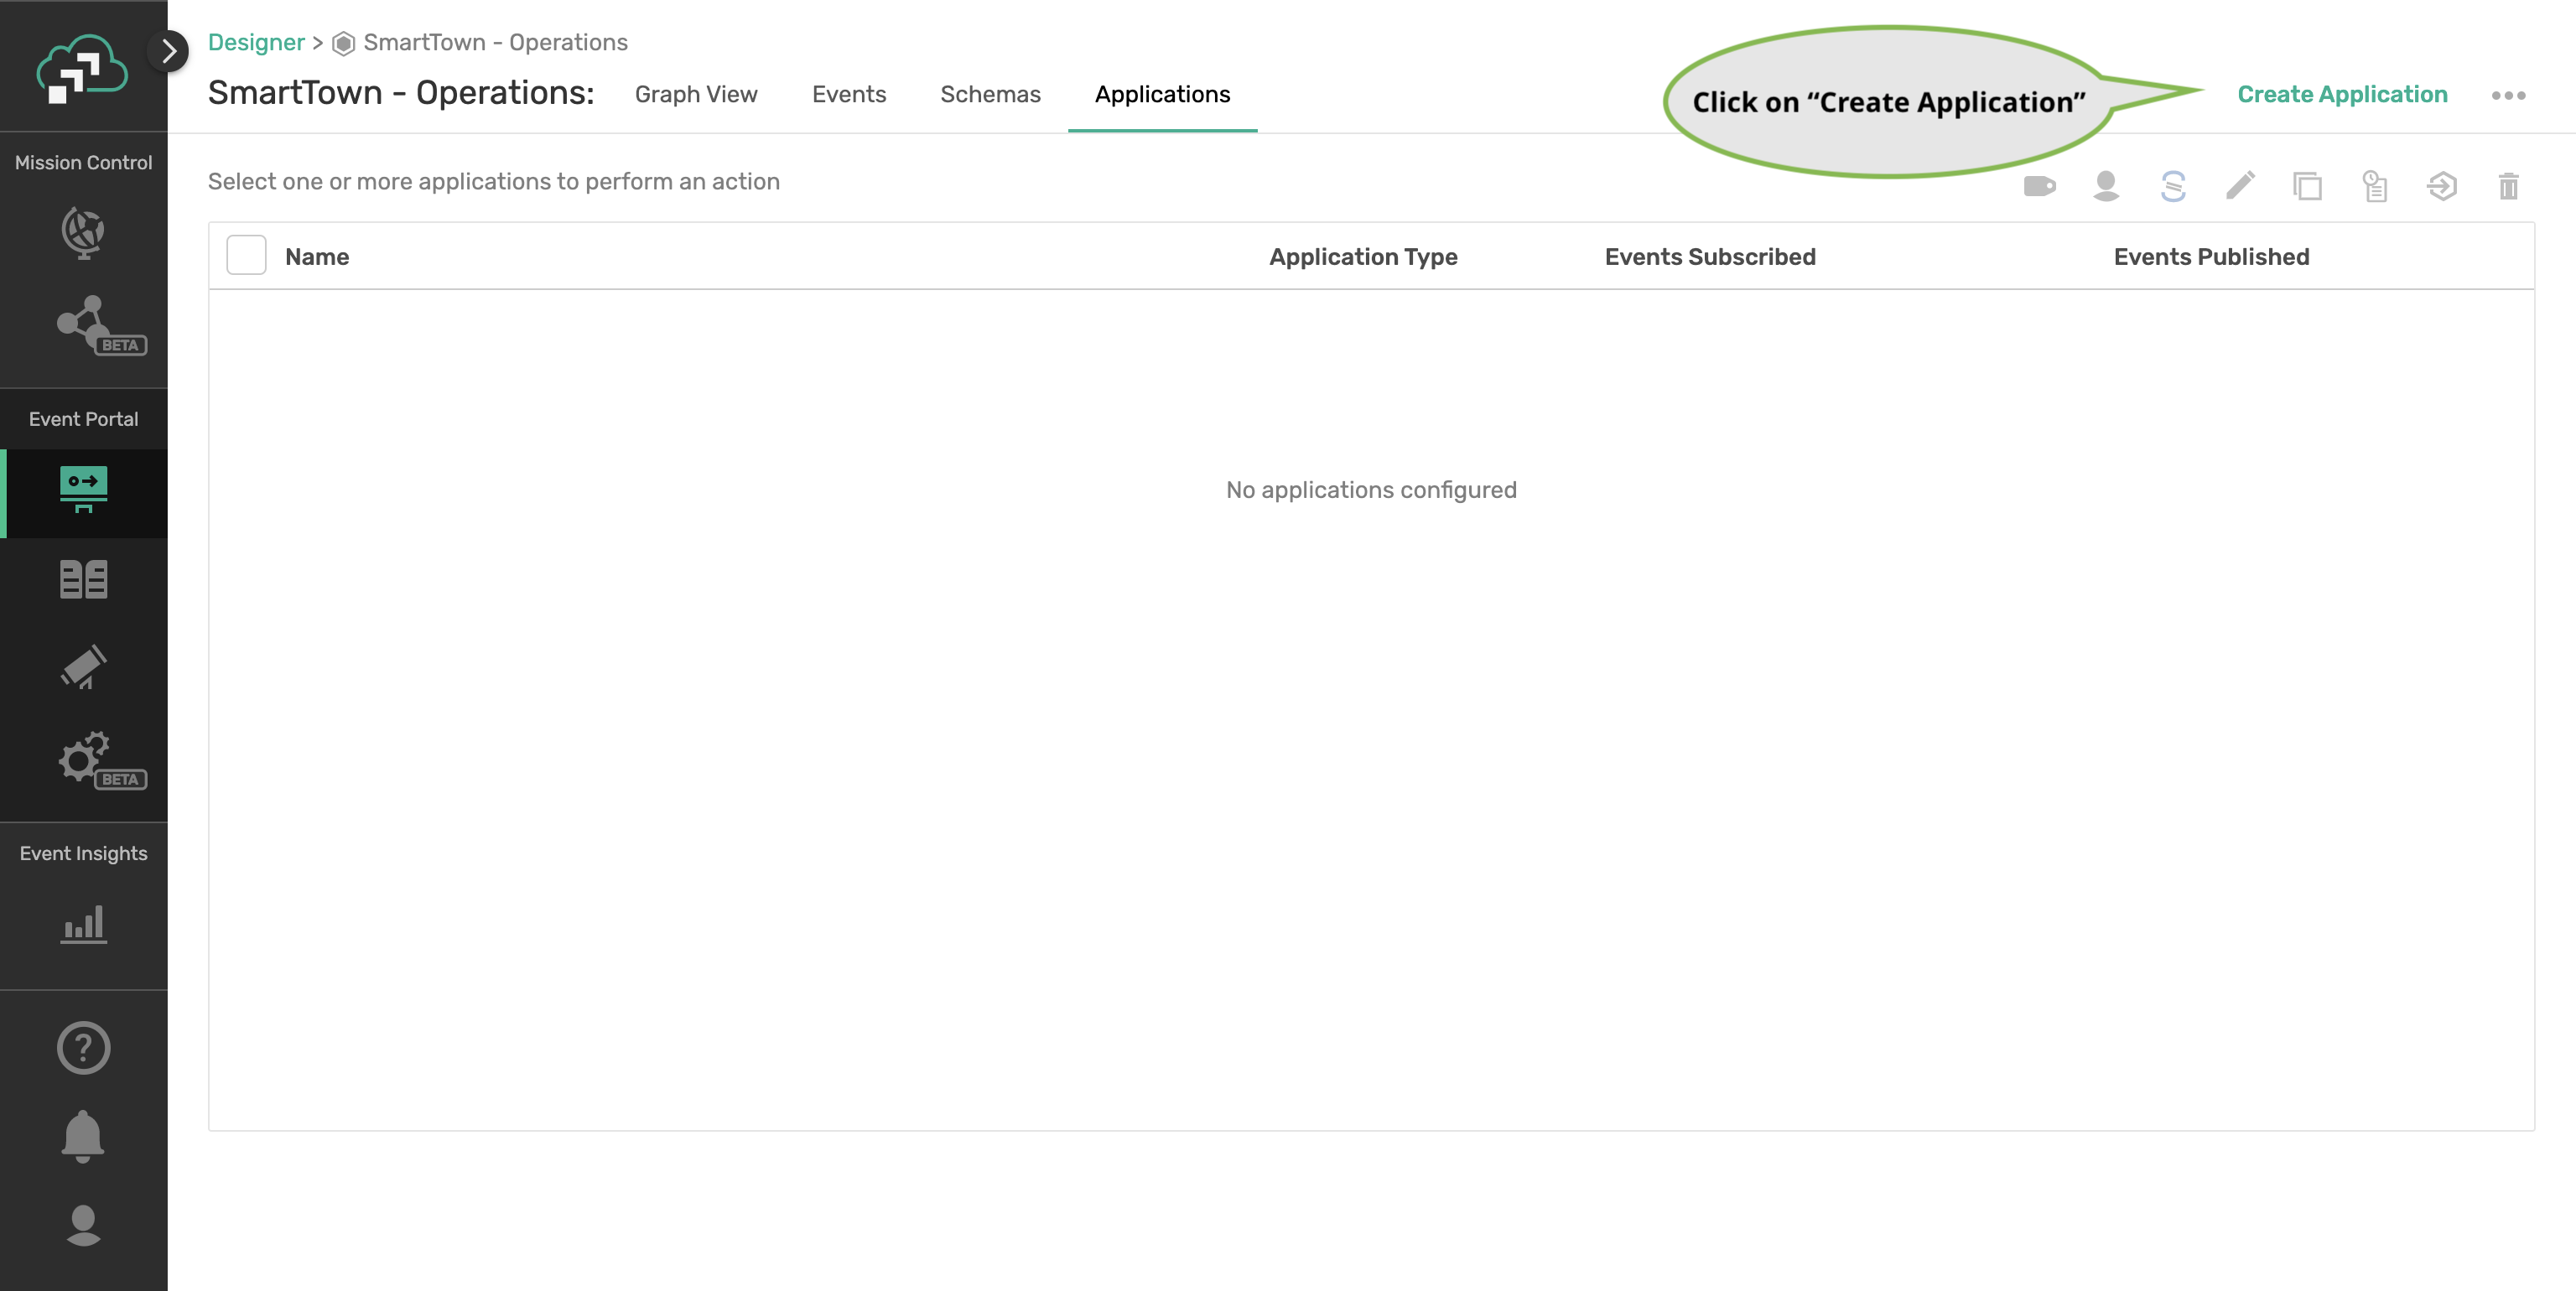 Designer > SmartTown - Operations
SmartTown - Operations:
Graph View
Events
Schemas
Applications
Click on “Create Application”
Create Application
Mission Control
BETA
Event Portal
BETA
Event Insights
Select one or more applications to perform an action
Name
Application Type
Events Subscribed
Events Published
No applications configured